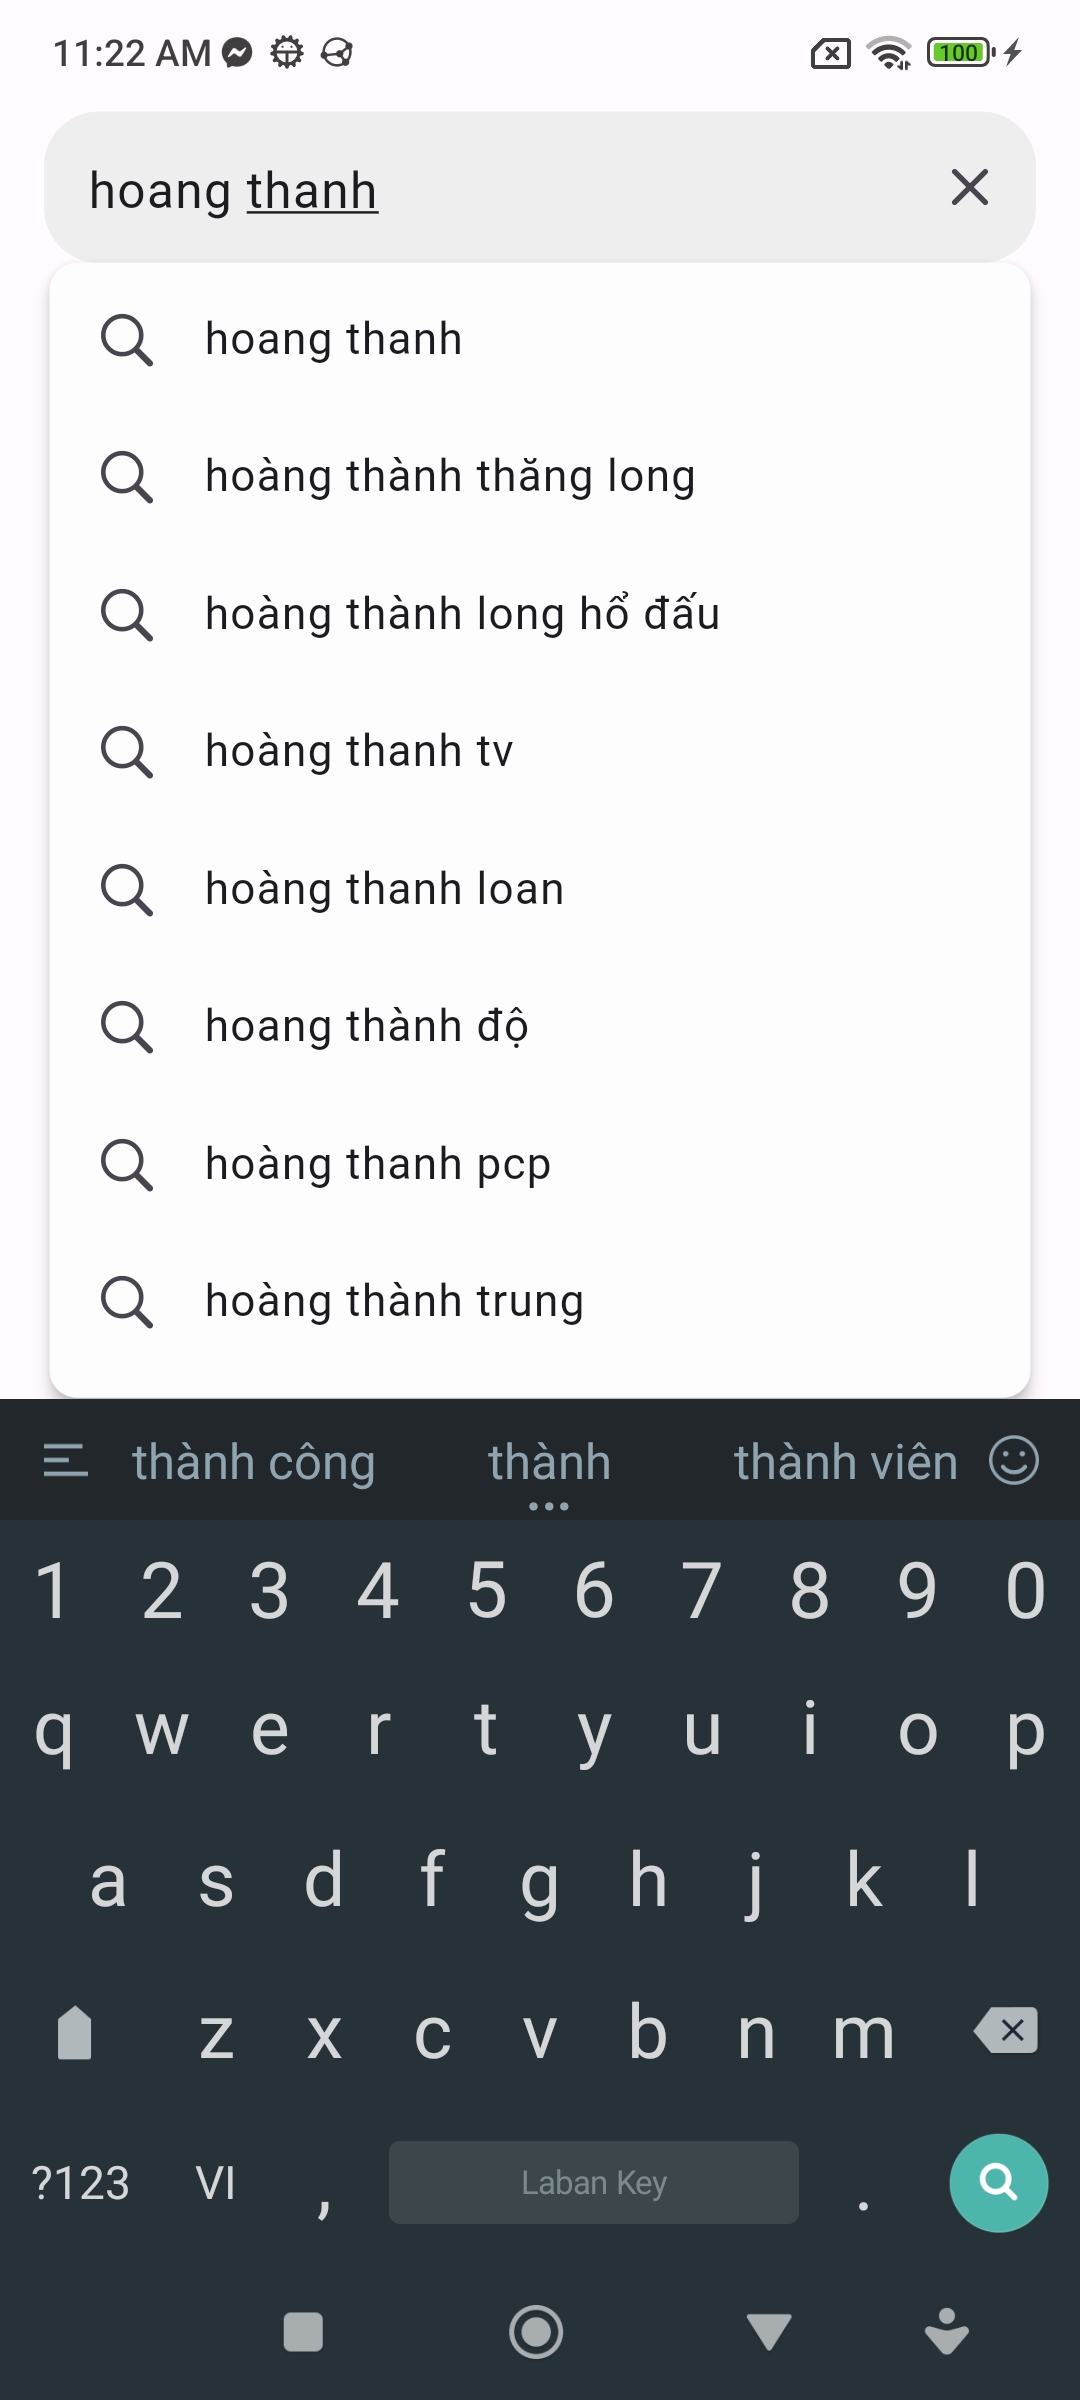 11:22 AM
100
hoang thanh
hoang thanh
hoàng thành thăng long
hoàng thành long hổ đấu
hoàng thanh tv
hoàng thanh loan
hoang thành độ
hoàng thanh pcp
hoàng thành trung
thành công thành thành viên
1 2 3 4 5 6 7 8 9 0
q w e r t y u i o p
a s d f g h j k l
z x c v b n m
?123 VI , Laban Key .